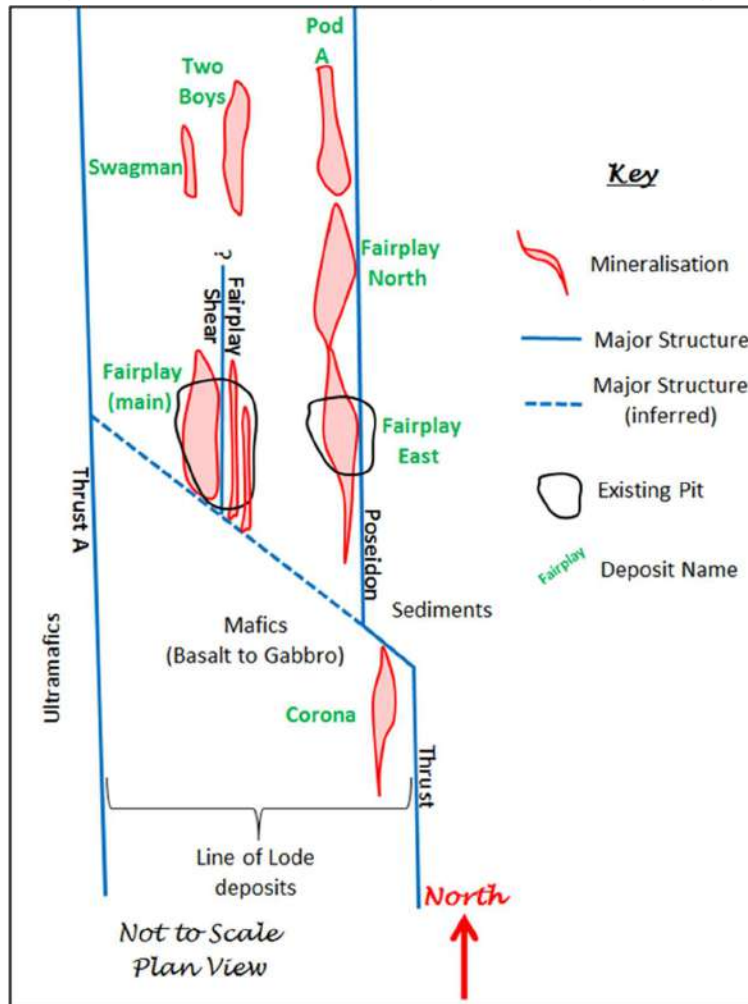 Pod
A
Two
Boys
Swagman
Key
Mineralisation
Fairplay
North
?
Fairplay
Shear
Major Structure
Fairplay
(main)
Major Structure
(inferred)
Fairplay
East
Existing Pit
Thrust A
Poseidon
Fairplay
Deposit Name
Sediments
Mafics
(Basalt to Gabbro)
Ultramafics
Corona
Thrust
Line of Lode
deposits
North
Not to Scale
Plan View